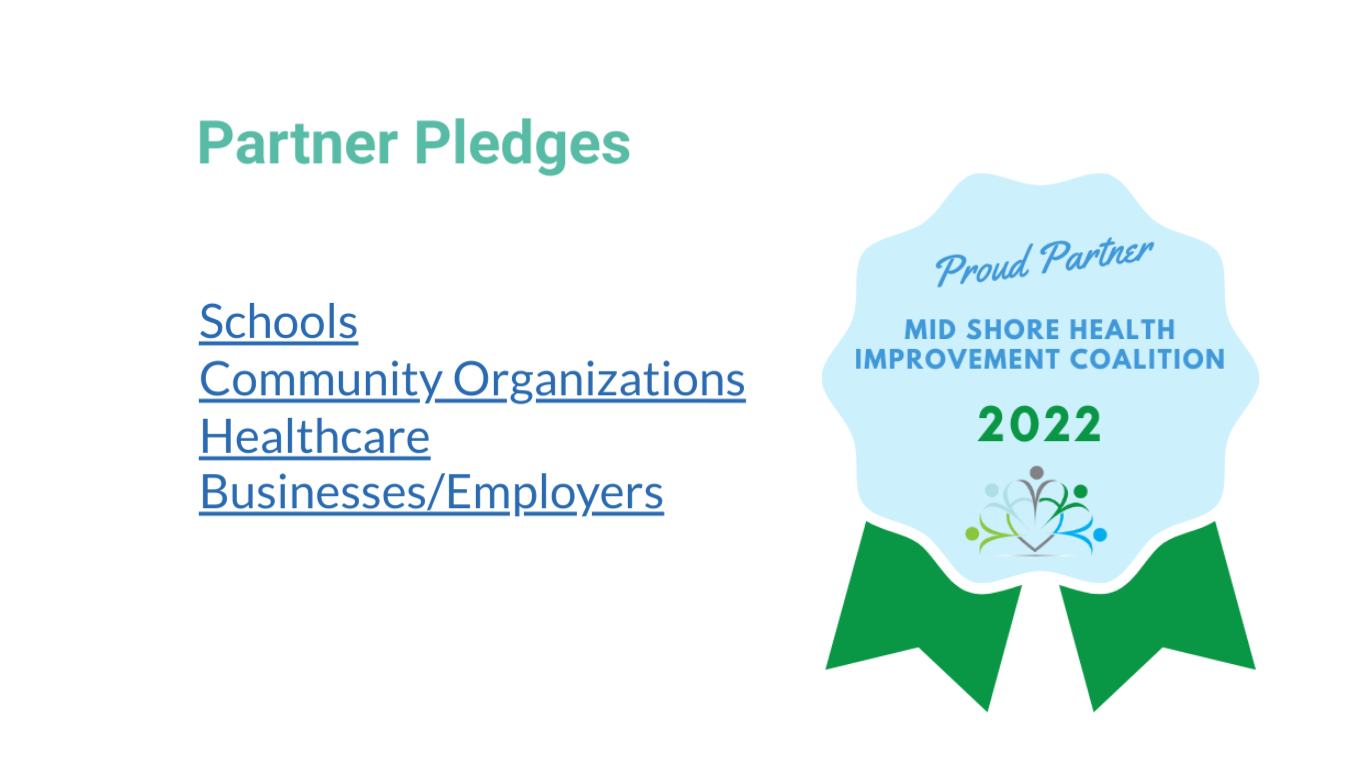 Partner Pledges
Schools
Community Organizations
Healthcare
Businesses/Employers
Proud Partner
MID SHORE HEALTH
IMPROVEMENT COALITION
2022